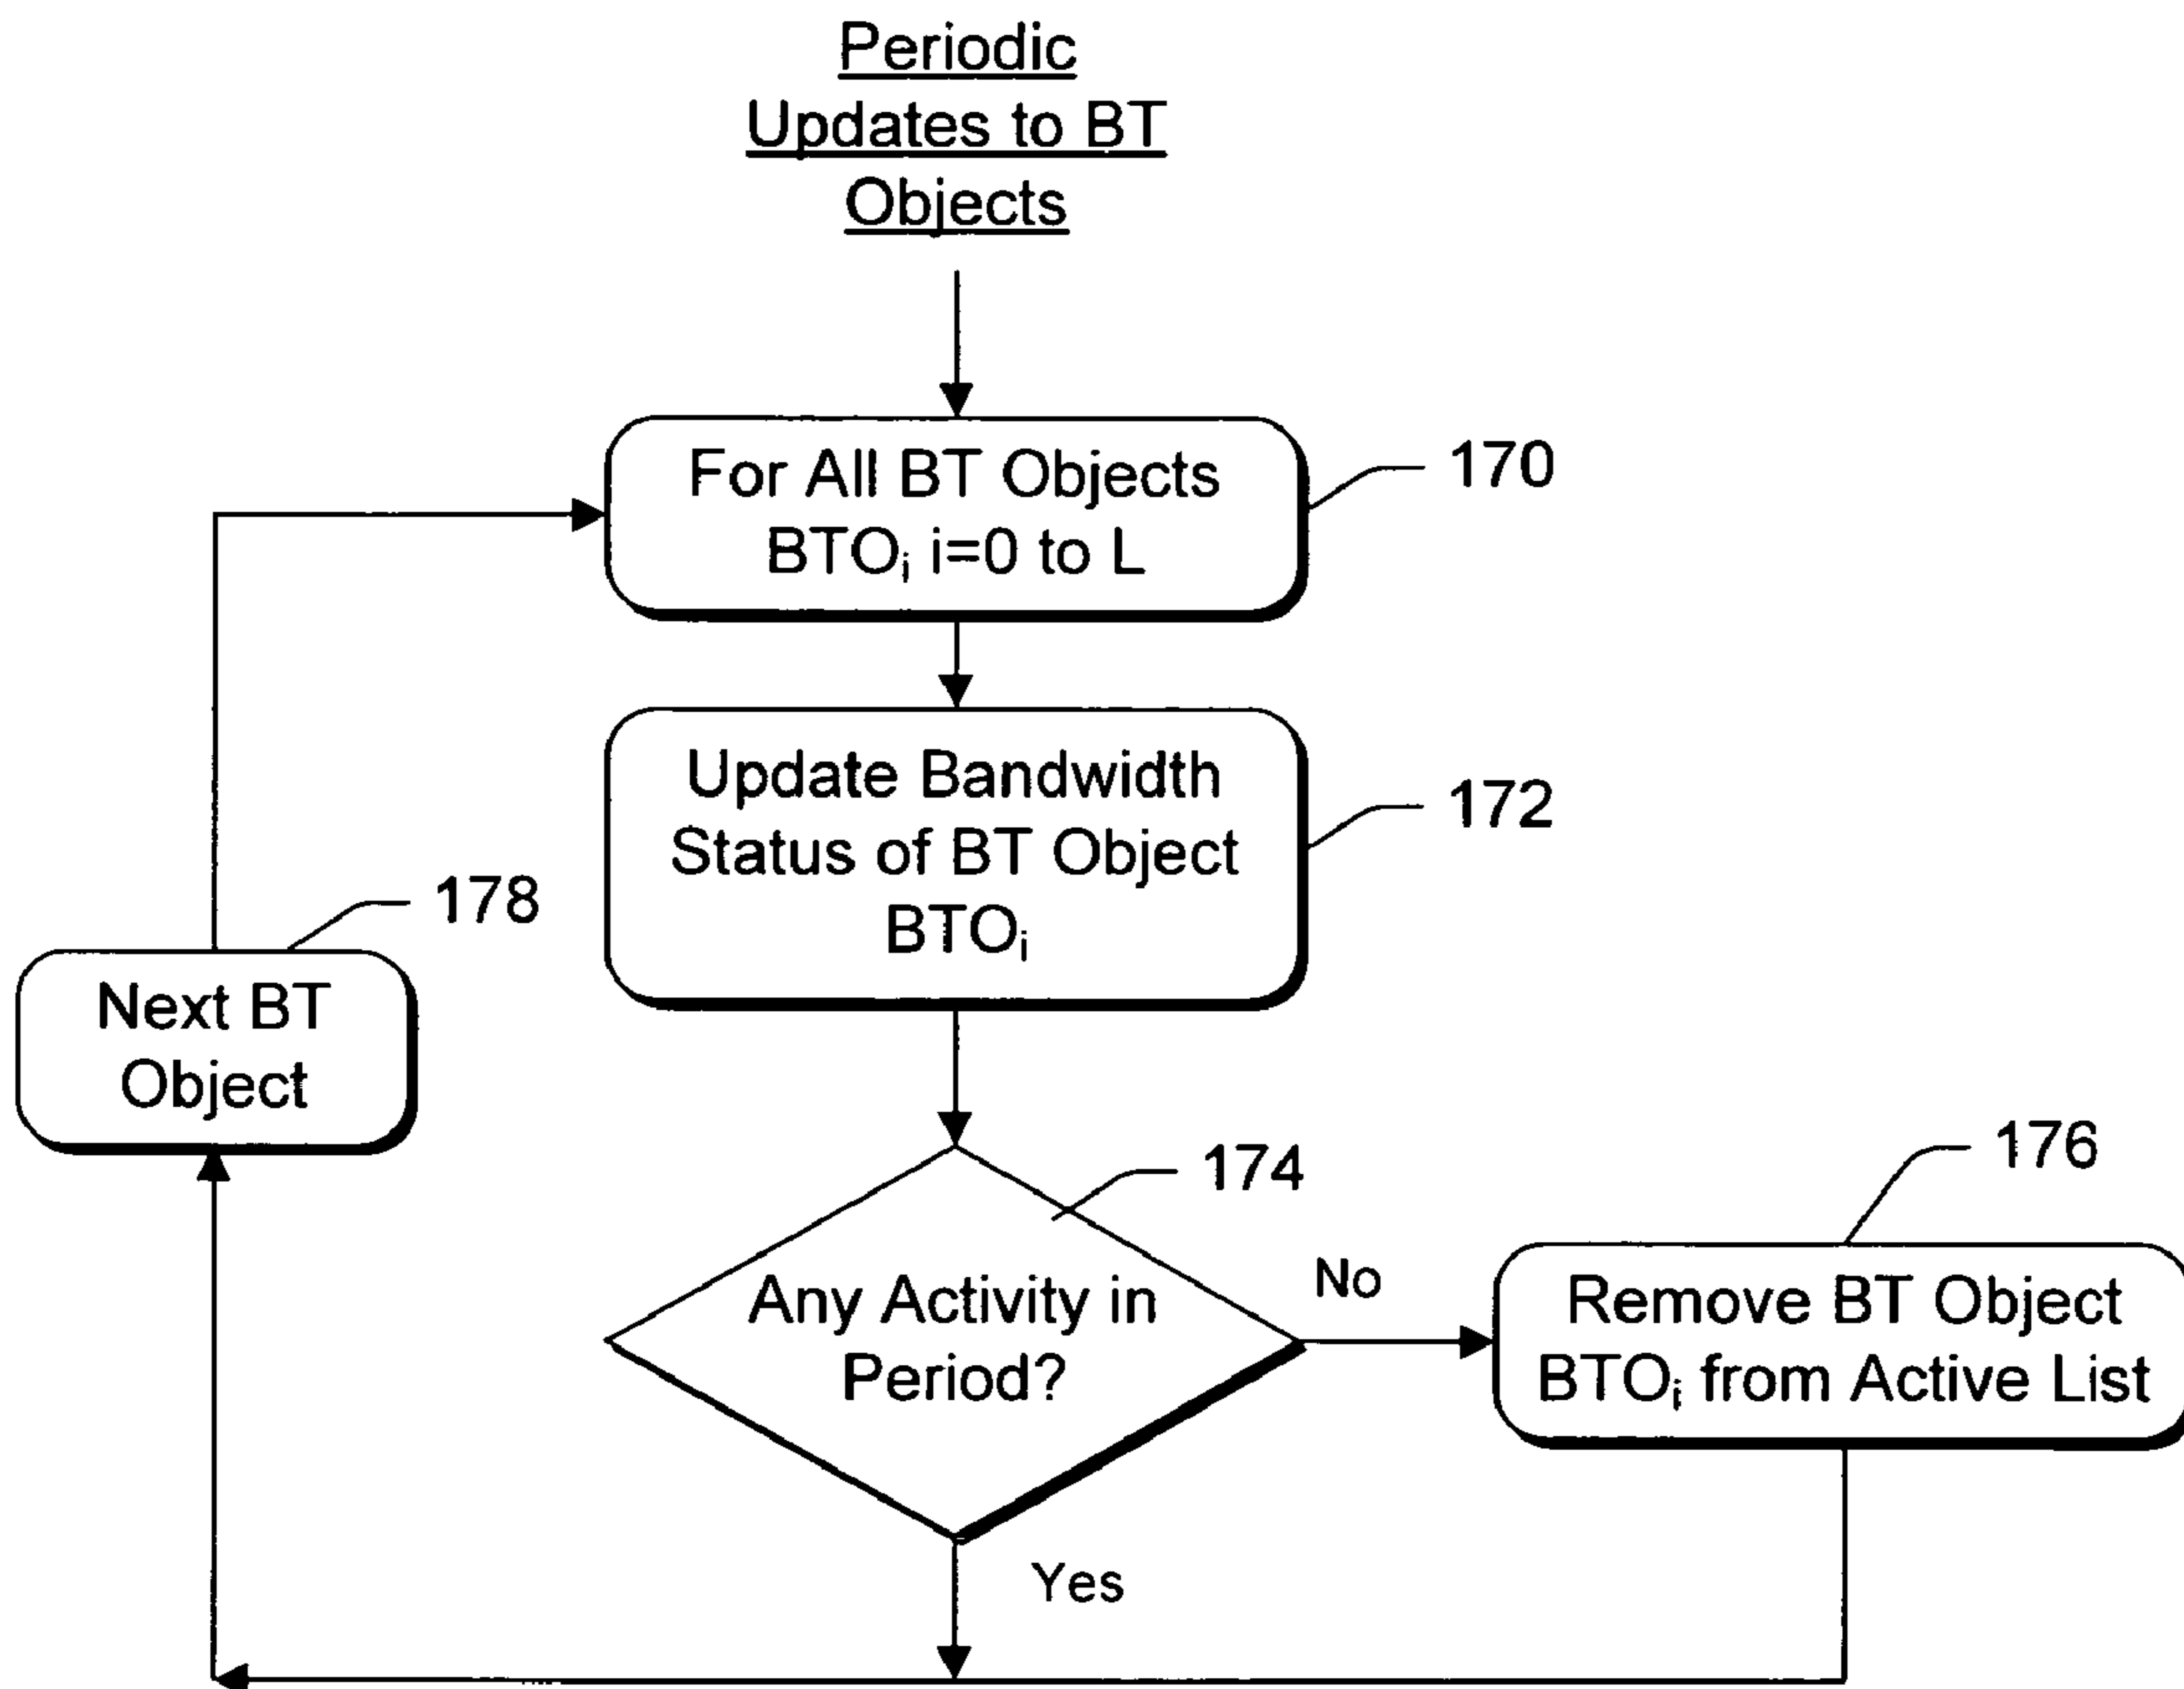 Periodic
Updates to BT
Objects
For All BT Objects
BTOᵢ i=0 to L
170
Update Bandwidth
Status of BT Object
BTOᵢ
172
178
Next BT
Object
174
Any Activity in
Period?
No
176
Remove BT Object
BTOᵢ from Active List
Yes